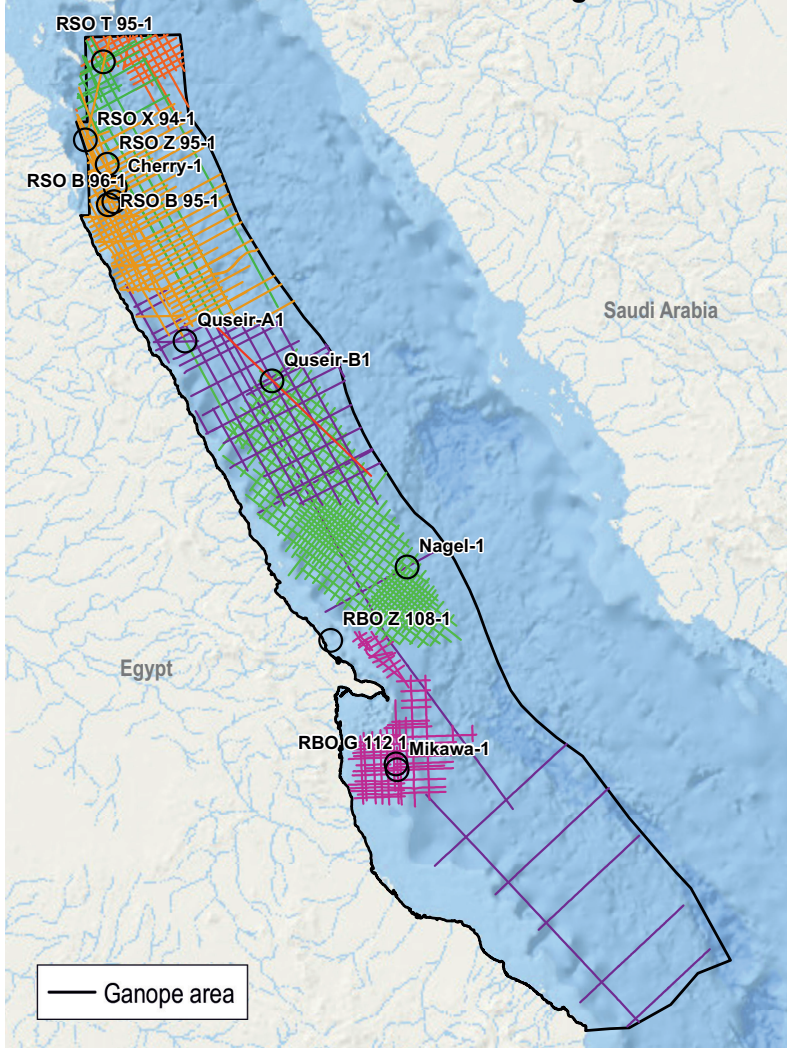 RSO T 95-1
RSO X 94-1
RSO Z 95-1
Cherry-1
RSO B 96-1
RSO B 95-1
Saudi Arabia
Quseir-A1
Quseir-B1
Nagel-1
RBO Z 108-1
Egypt
RBO G 112 1
Mikawa-1
Ganope area